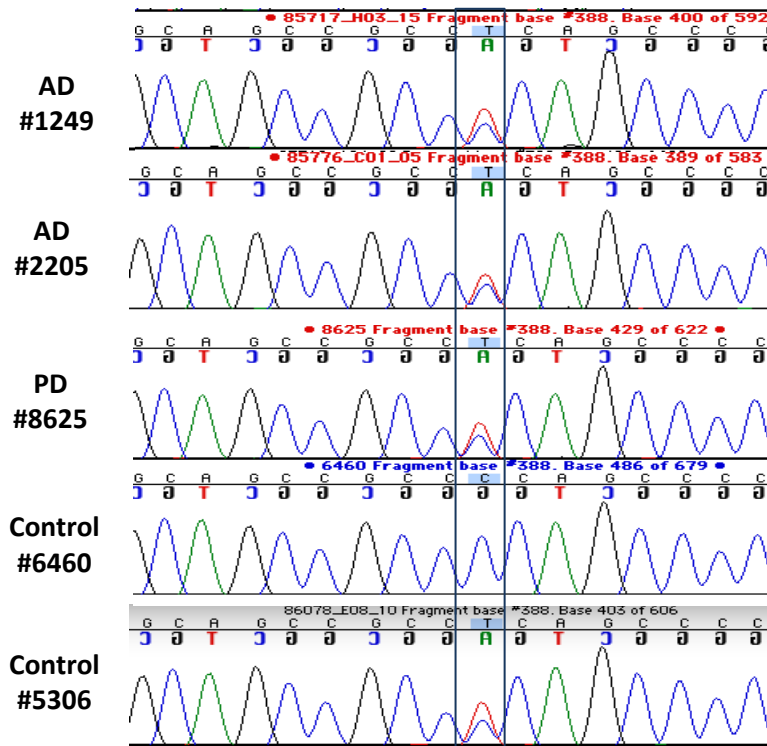 AD
#1249
● 85717_H03_15 Fragment base #388. Base 400 of 592
G C A G C C G C C T C A G C C C C
C G T C G G C G G A G T C G G G G
AD
#2205
● 85776_C01_05 Fragment base #388. Base 389 of 583
G C A G C C G C C T C A G C C C C
C G T C G G C G G A G T C G G G G
PD
#8625
● 8625 Fragment base #388. Base 429 of 622 ●
G C A G C C G C C T C A G C C C C
C G T C G G C G G A G T C G G G G
Control
#6460
● 6460 Fragment base #388. Base 486 of 679 ●
G C A G C C G C C C C A G C C C C
C G T C G G C G G G G T C G G G G
Control
#5306
86078_E08_10 Fragment base #388. Base 403 of 606
G C A G C C G C C T C A G C C C C
C G T C G G C G G A G T C G G G G